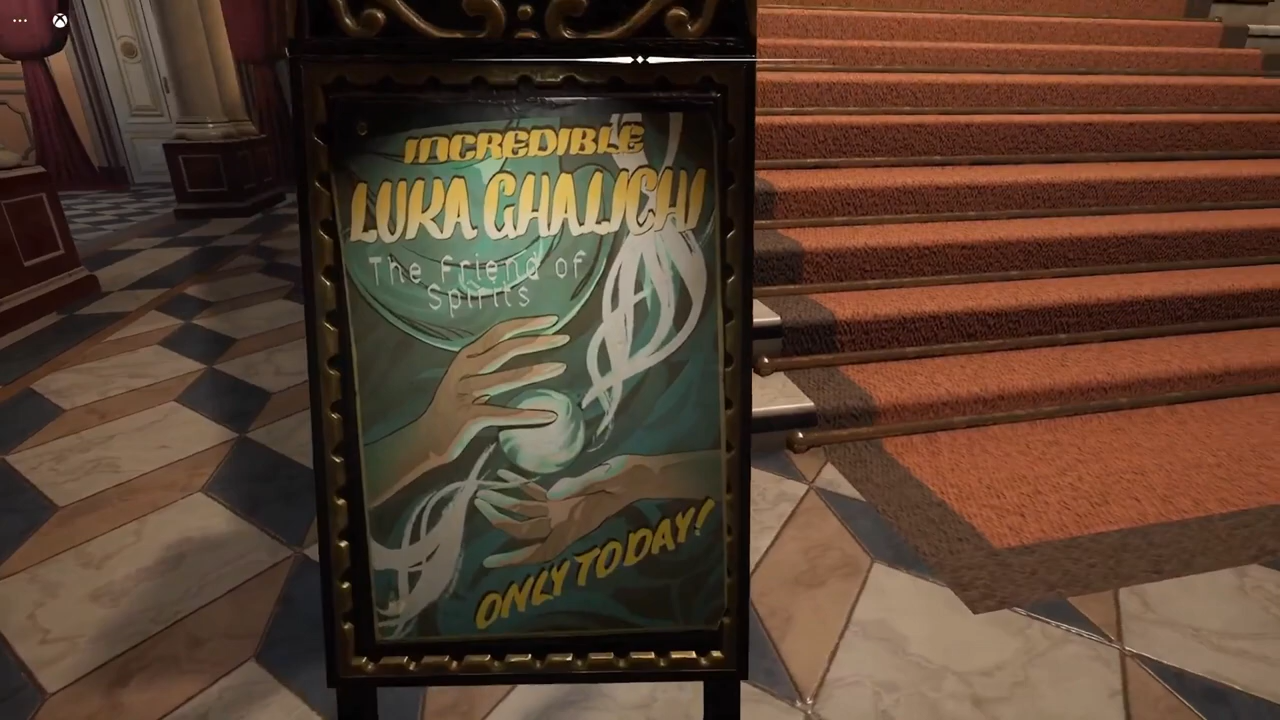 INCREDIBLE
LUKA GHALICHI
The Friend of
Spirits
ONLY TODAY!